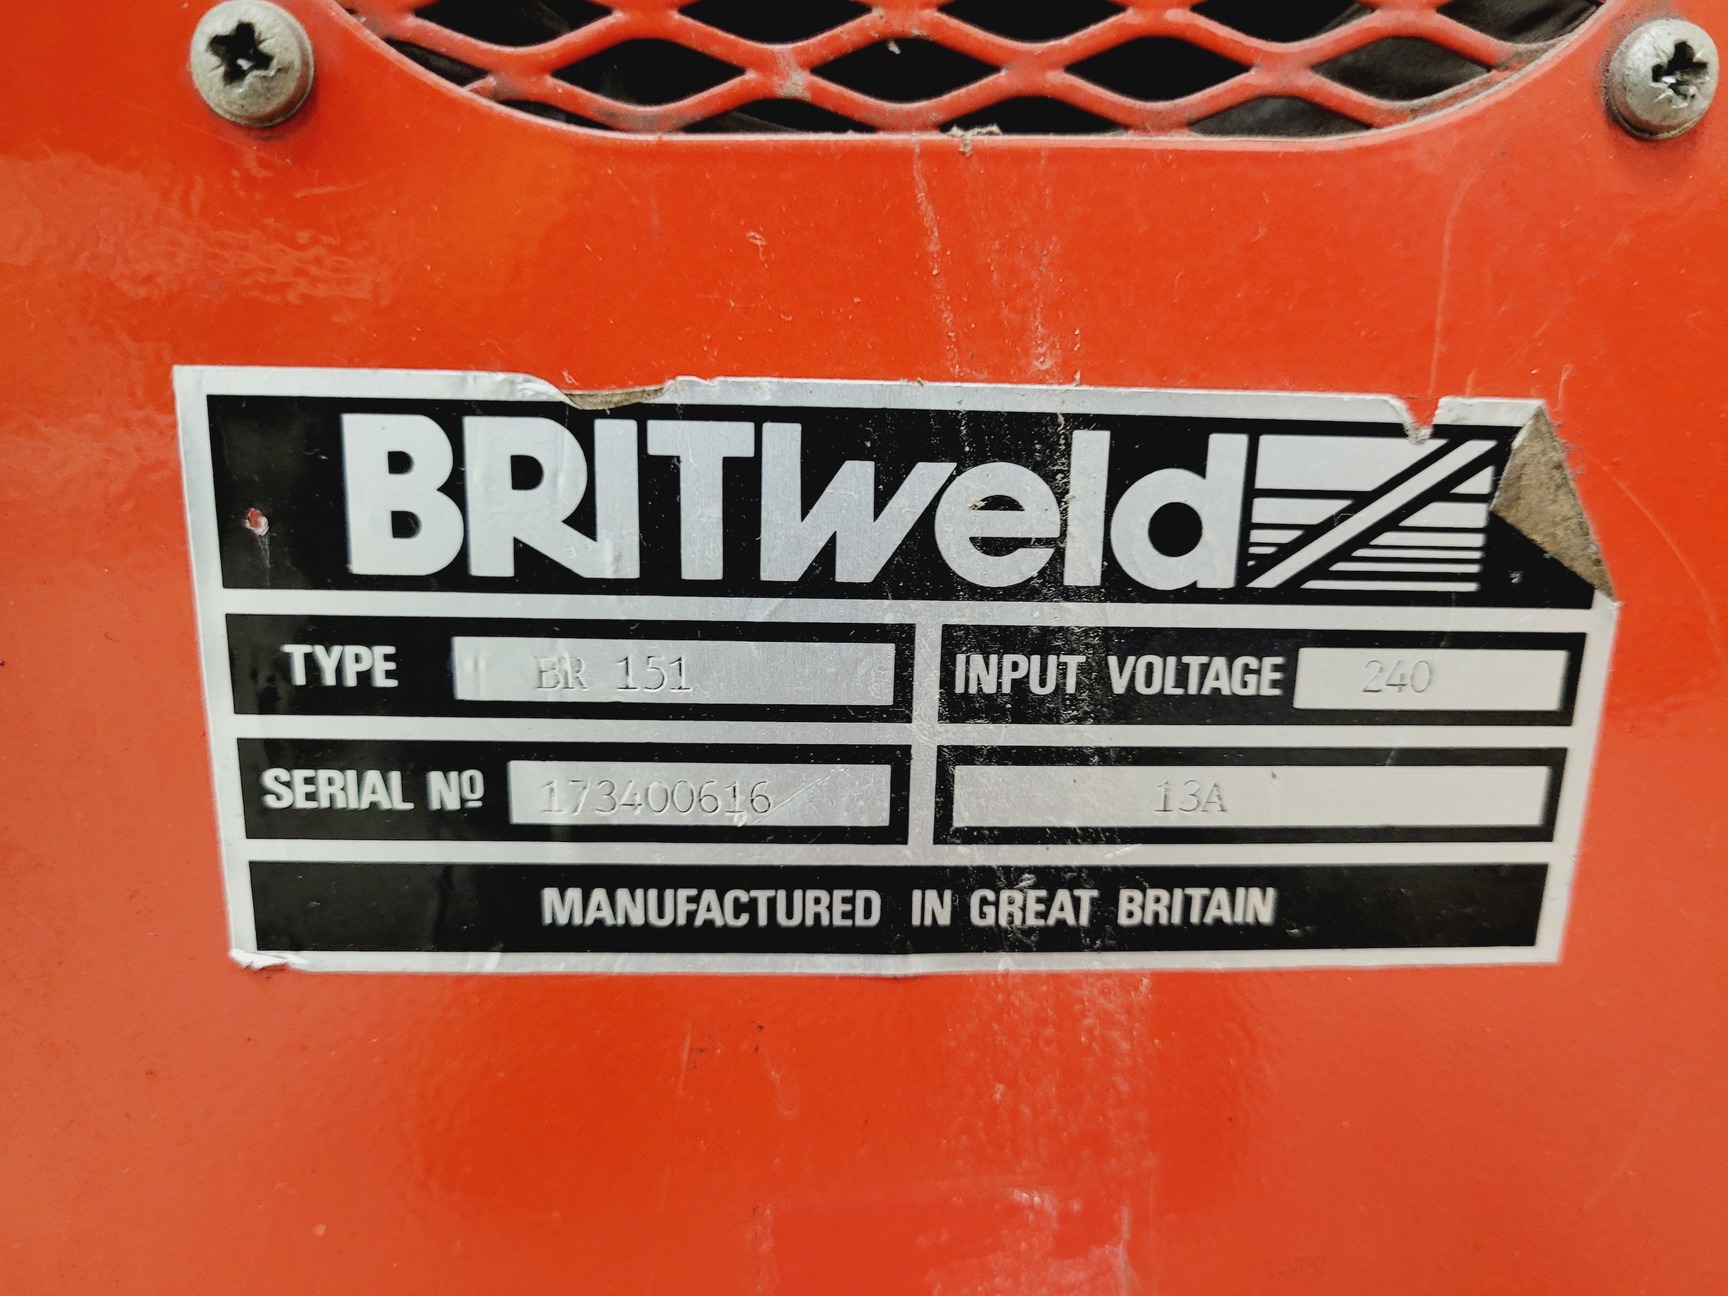 BRITweld
TYPE BR 151 INPUT VOLTAGE 240
SERIAL Nº 173400616 13A
MANUFACTURED IN GREAT BRITAIN